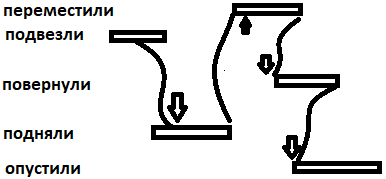 переместили
подвезли
повернули
подняли
опустили